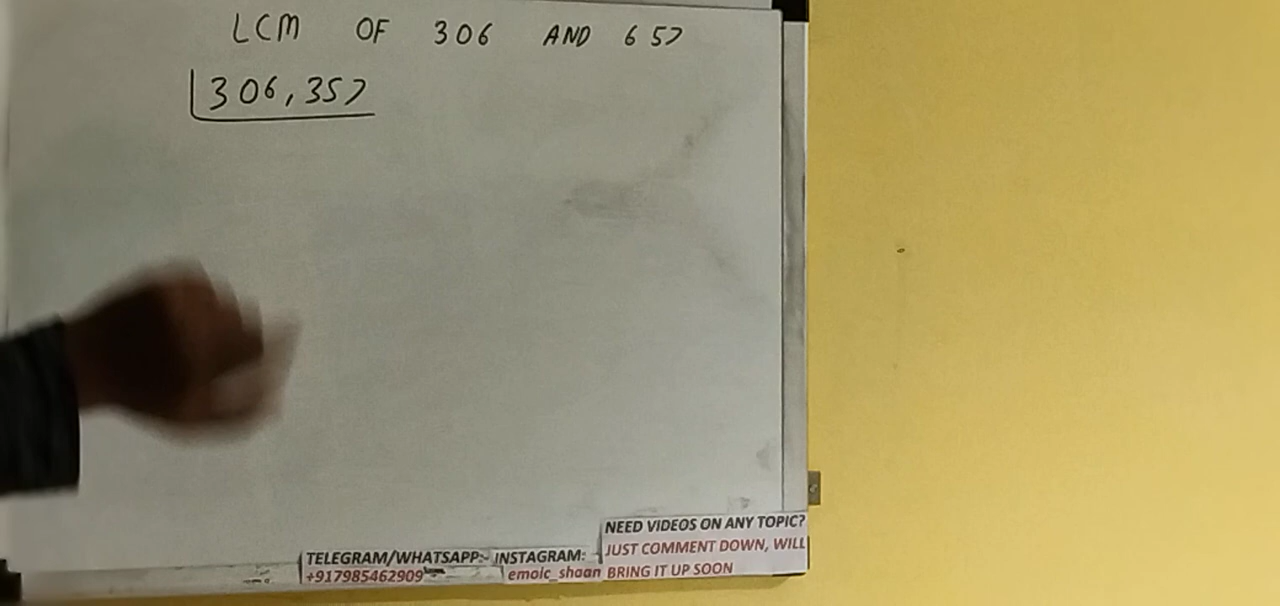 LCM OF 306 AND 657
306, 357
NEED VIDEOS ON ANY TOPIC?
JUST COMMENT DOWN, WILL
BRING IT UP SOON
TELEGRAM/WHATSAPP:- INSTAGRAM:
+917985462909 emoic_shaan